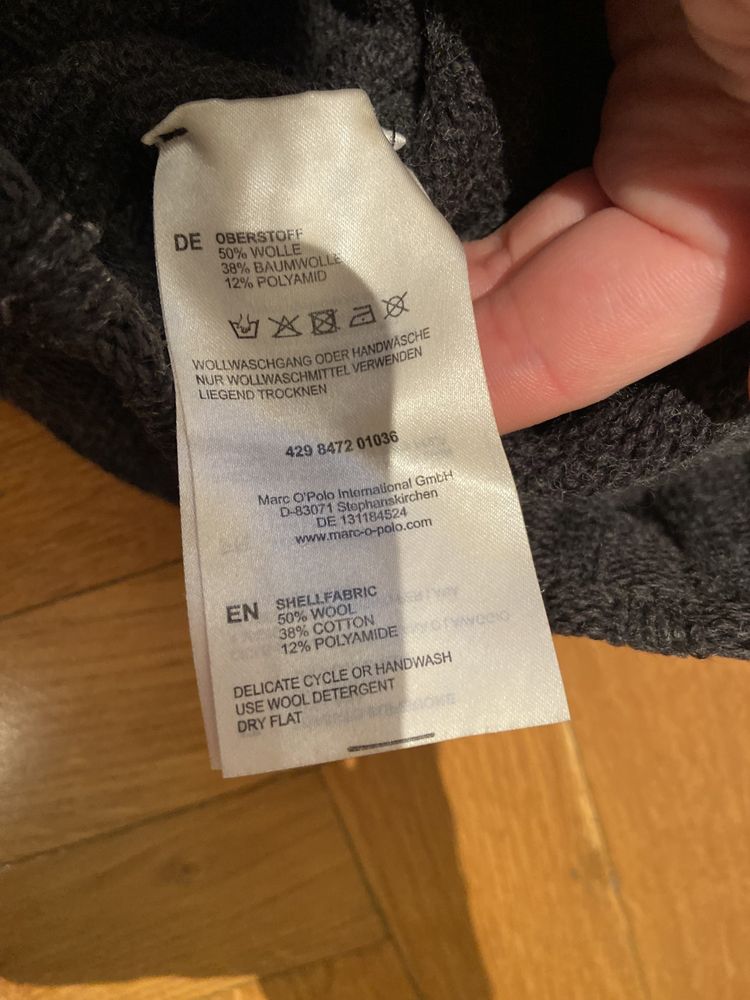 DE OBERSTOFF
50% WOLLE
38% BAUMWOLLE
12% POLYAMID
WOLLWASCHGANG ODER HANDWÄSCHE
NUR WOLLWASCHMITTEL VERWENDEN
LIEGEND TROCKNEN
429 8472 01036
Marc O'Polo International GmbH
D-83071 Stephanskirchen
DE 131184524
www.marc-o-polo.com
EN SHELLFABRIC
50% WOOL
38% COTTON
12% POLYAMIDE
DELICATE CYCLE OR HANDWASH
USE WOOL DETERGENT
DRY FLAT